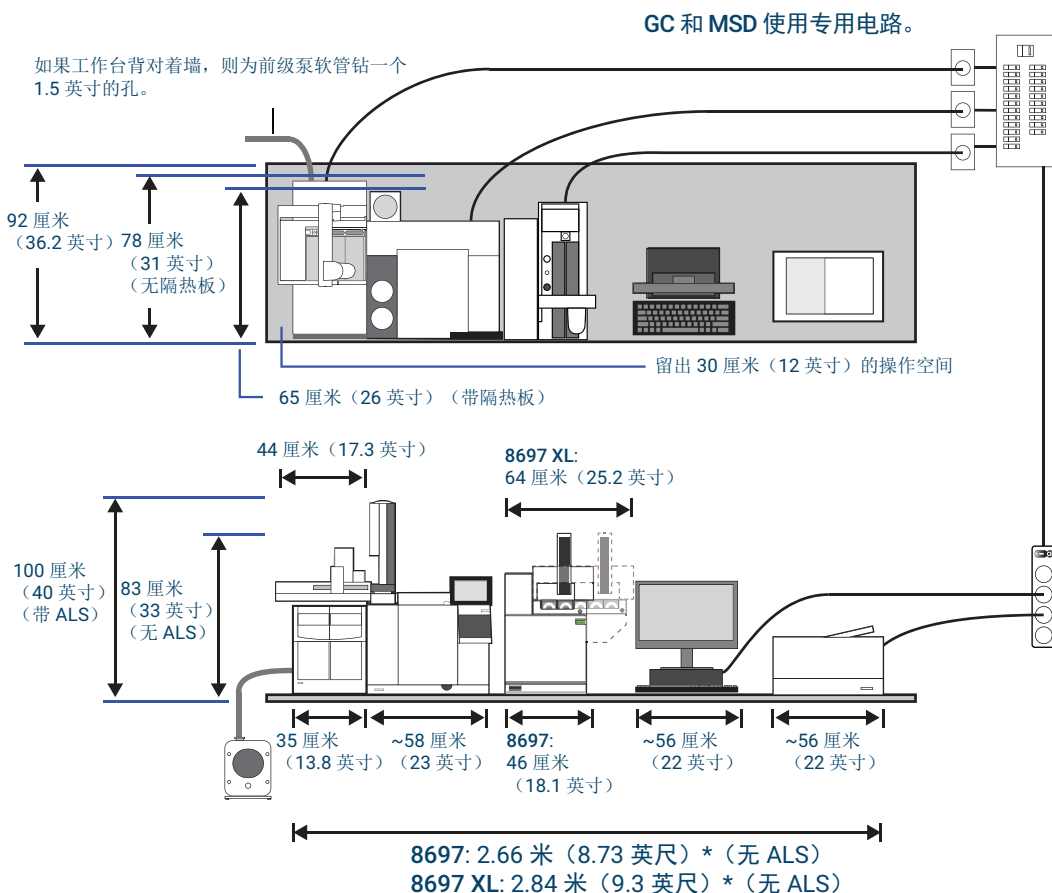 GC 和 MSD 使用专用电路。
如果工作台背对着墙，则为前级泵软管钻一个
1.5 英寸的孔。
92 厘米
（36.2 英寸）
78 厘米
（31 英寸）
（无隔热板）
留出 30 厘米（12 英寸）的操作空间
65 厘米（26 英寸）（带隔热板）
44 厘米（17.3 英寸）
8697 XL:
64 厘米（25.2 英寸）
100 厘米
（40 英寸）
（带 ALS）
83 厘米
（33 英寸）
（无 ALS）
35 厘米
（13.8 英寸）
~58 厘米
（23 英寸）
8697:
46 厘米
（18.1 英寸）
~56 厘米
（22 英寸）
~56 厘米
（22 英寸）
8697: 2.66 米（8.73 英尺）*（无 ALS）
8697 XL: 2.84 米（9.3 英尺）*（无 ALS）